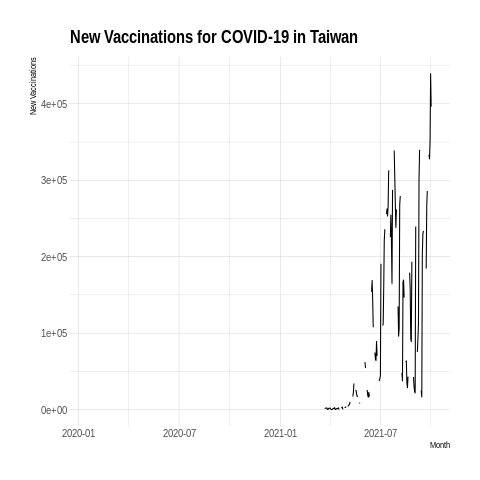 New Vaccinations for COVID-19 in Taiwan
New Vaccinations
4e+05
3e+05
2e+05
1e+05
0e+00
2020-01
2020-07
2021-01
2021-07
Month